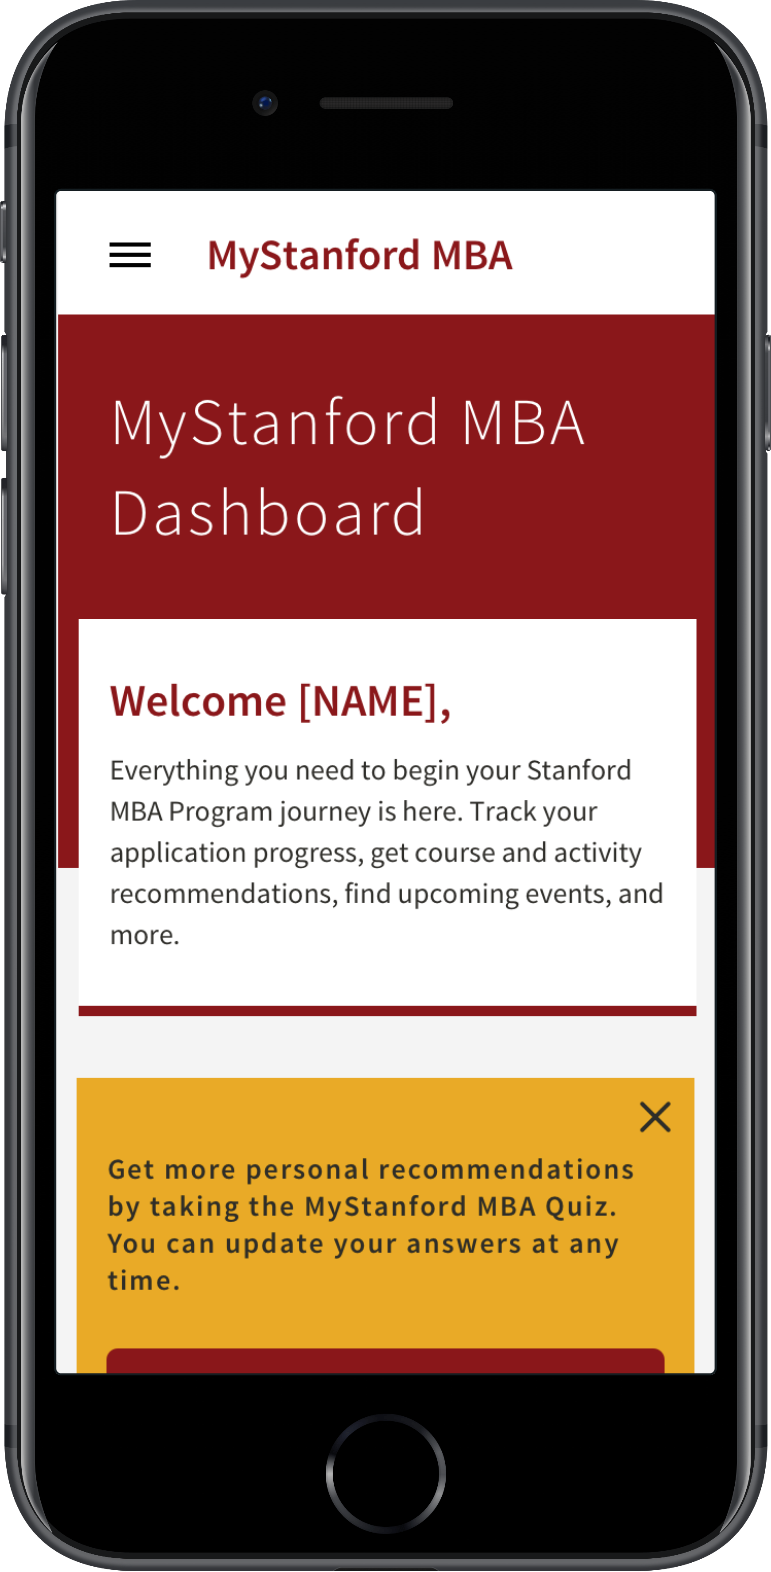 MyStanford MBA
MyStanford MBA
Dashboard
Welcome [NAME],
Everything you need to begin your Stanford
MBA Program journey is here. Track your
application progress, get course and activity
recommendations, find upcoming events, and
more.
Get more personal recommendations
by taking the MyStanford MBA Quiz.
You can update your answers at any
time.